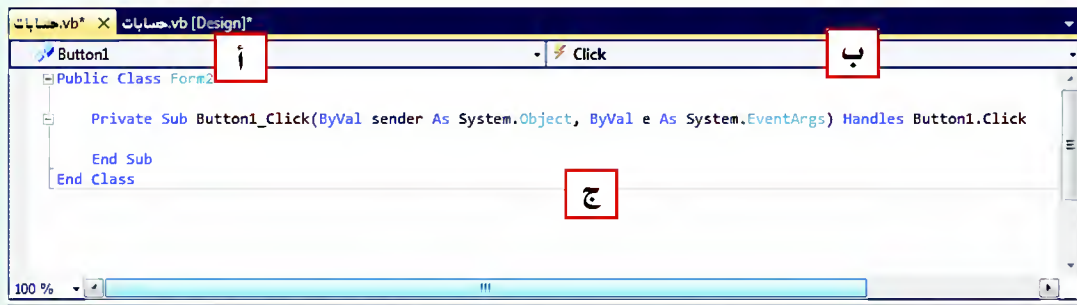 حسابات.vb* X حسابات.vb [Design]*
Button1 أ Click ب
Public Class Form2
Private Sub Button1_Click(ByVal sender As System.Object, ByVal e As System.EventArgs) Handles Button1.Click
End Sub
End Class
ج
100 %